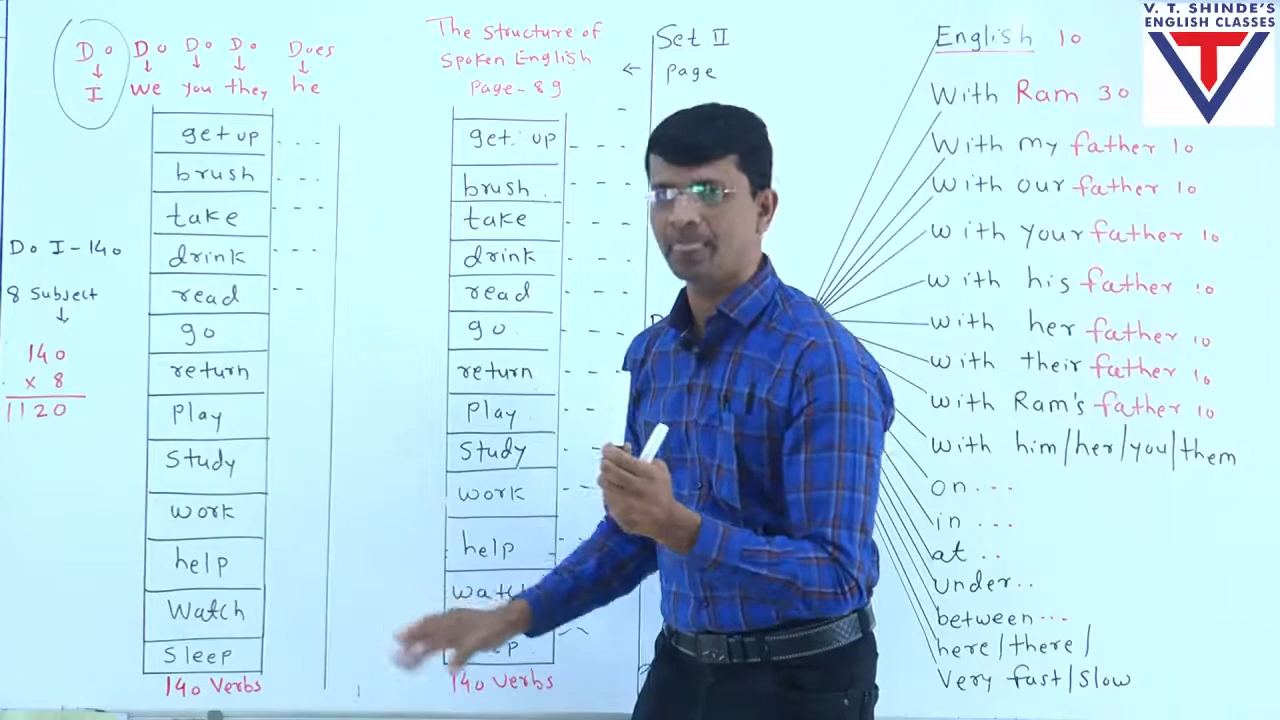 Do Do Do Do Does
I we you they he
get up - - -
brush - - -
take - - -
drink - - -
read - -
go
return
Play
Study
work
help
Watch
Sleep
140 Verbs
Do I - 140
8 Subject
140
x 8
1120
The Structure of
Spoken English
Page - 89
get up - - -
brush - - -
take - - -
drink - - -
read - - -
go - - -
return - - -
Play - -
Study
work
help
140 Verbs
Set II
page
English 10
With Ram 30
With my father 10
With our father 10
with your father 10
with his father 10
with her father 10
with their father 10
with Ram's father 10
with him/her/you/them
on - - -
in - - -
at - -
under - -
between - - -
here/there/
Very fast/Slow
V. T. SHINDE'S
ENGLISH CLASSES